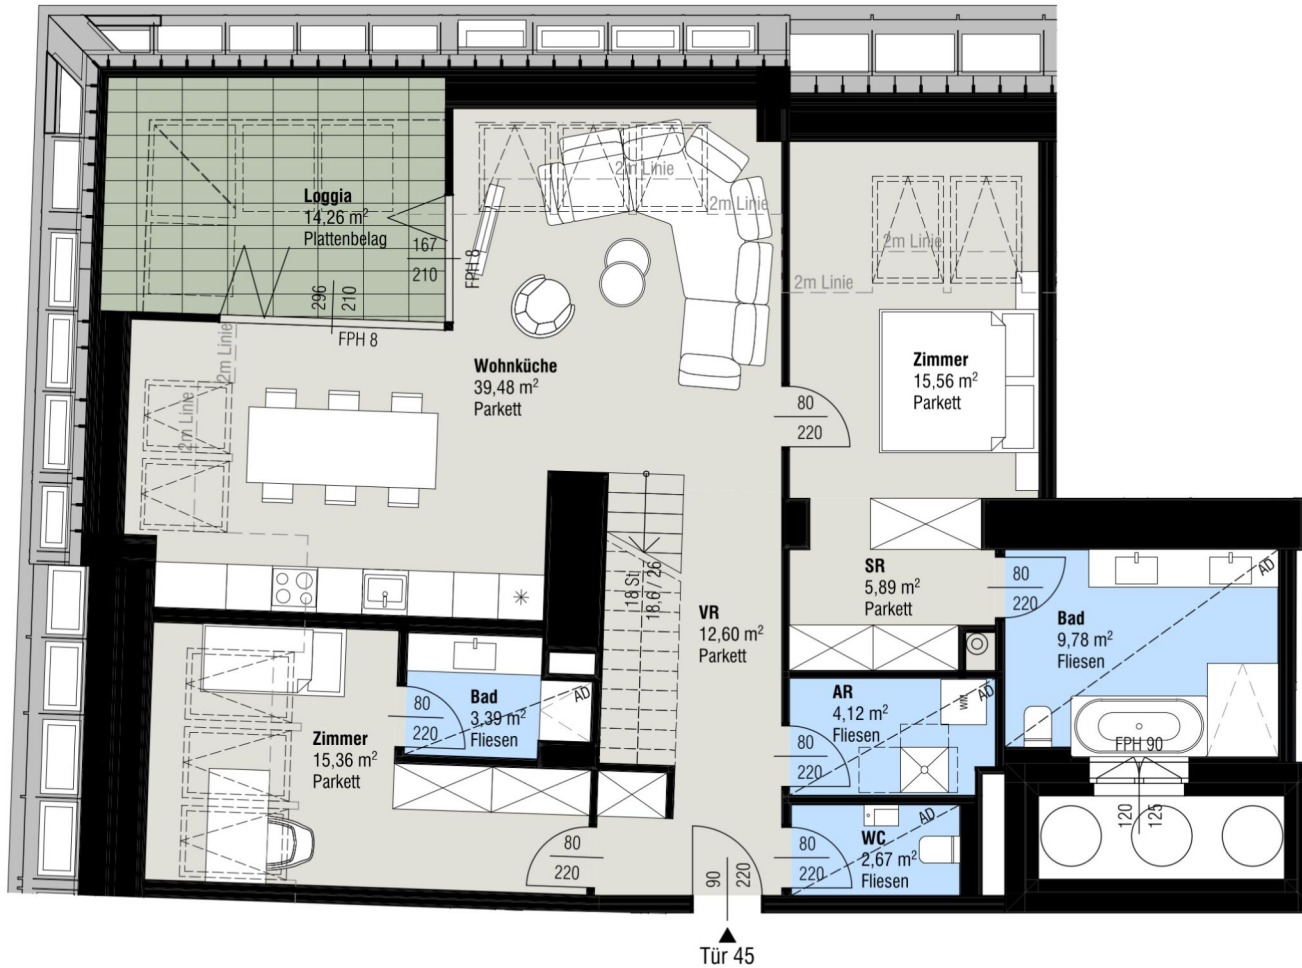 Loggia
14,26 m²
Plattenbelag
167
210
FPH 8
296
210
FPH 8
2m Linie
2m Linie
2m Linie
2m Linie
2m Linie
2m Linie
Wohnküche
39,48 m²
Parkett
Zimmer
15,56 m²
Parkett
80
220
18 St.
18,6 / 26
VR
12,60 m²
Parkett
SR
5,89 m²
Parkett
80
220
AD
Bad
9,78 m²
Fliesen
FPH 90
120
125
Bad
3,39 m²
Fliesen
AD
80
220
Zimmer
15,36 m²
Parkett
80
220
AR
4,12 m²
Fliesen
WM
AD
80
220
WC
2,67 m²
Fliesen
AD
80
220
90
220
Tür 45